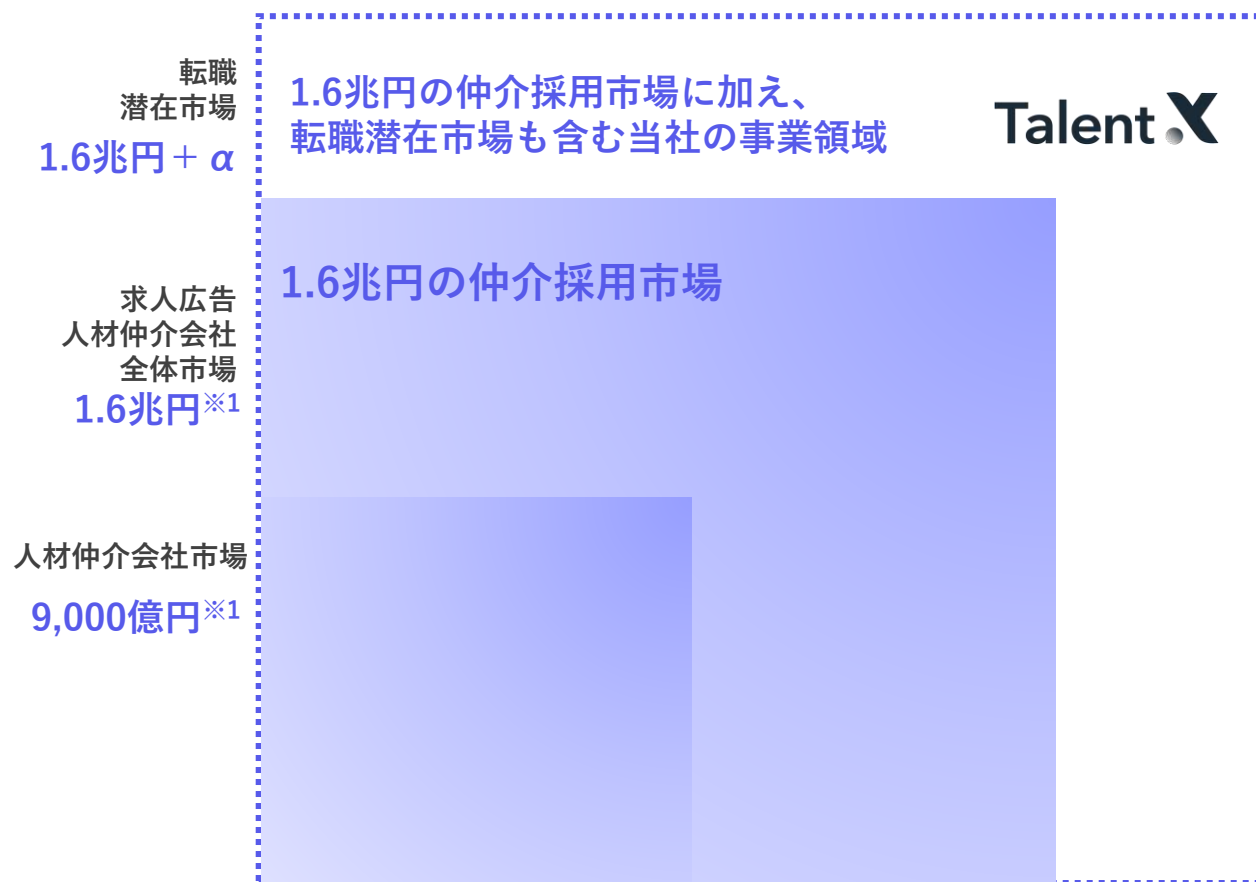 転職
潜在市場
1.6兆円+α
1.6兆円の仲介採用市場に加え、
転職潜在市場も含む当社の事業領域
Talent X
1.6兆円の仲介採用市場
求人広告
人材仲介会社
全体市場
1.6兆円※1
人材仲介会社市場
9,000億円※1